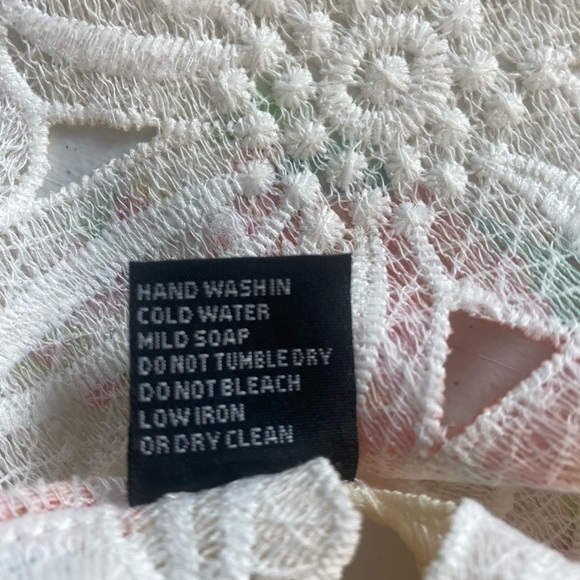 HAND WASH IN
COLD WATER
MILD SOAP
DO NOT TUMBLE DRY
DO NOT BLEACH
LOW IRON
OR DRY CLEAN